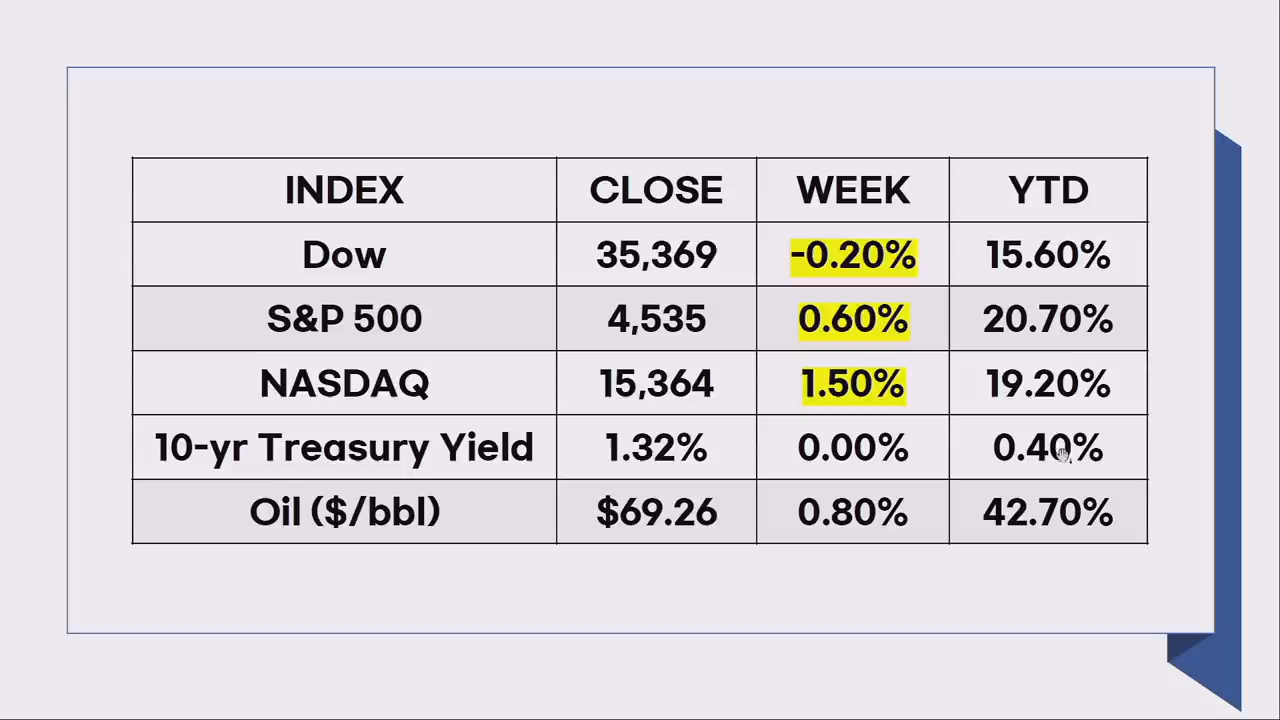 INDEX CLOSE WEEK YTD
Dow 35,369 -0.20% 15.60%
S&P 500 4,535 0.60% 20.70%
NASDAQ 15,364 1.50% 19.20%
10-yr Treasury Yield 1.32% 0.00% 0.40%
Oil ($/bbl) $69.26 0.80% 42.70%